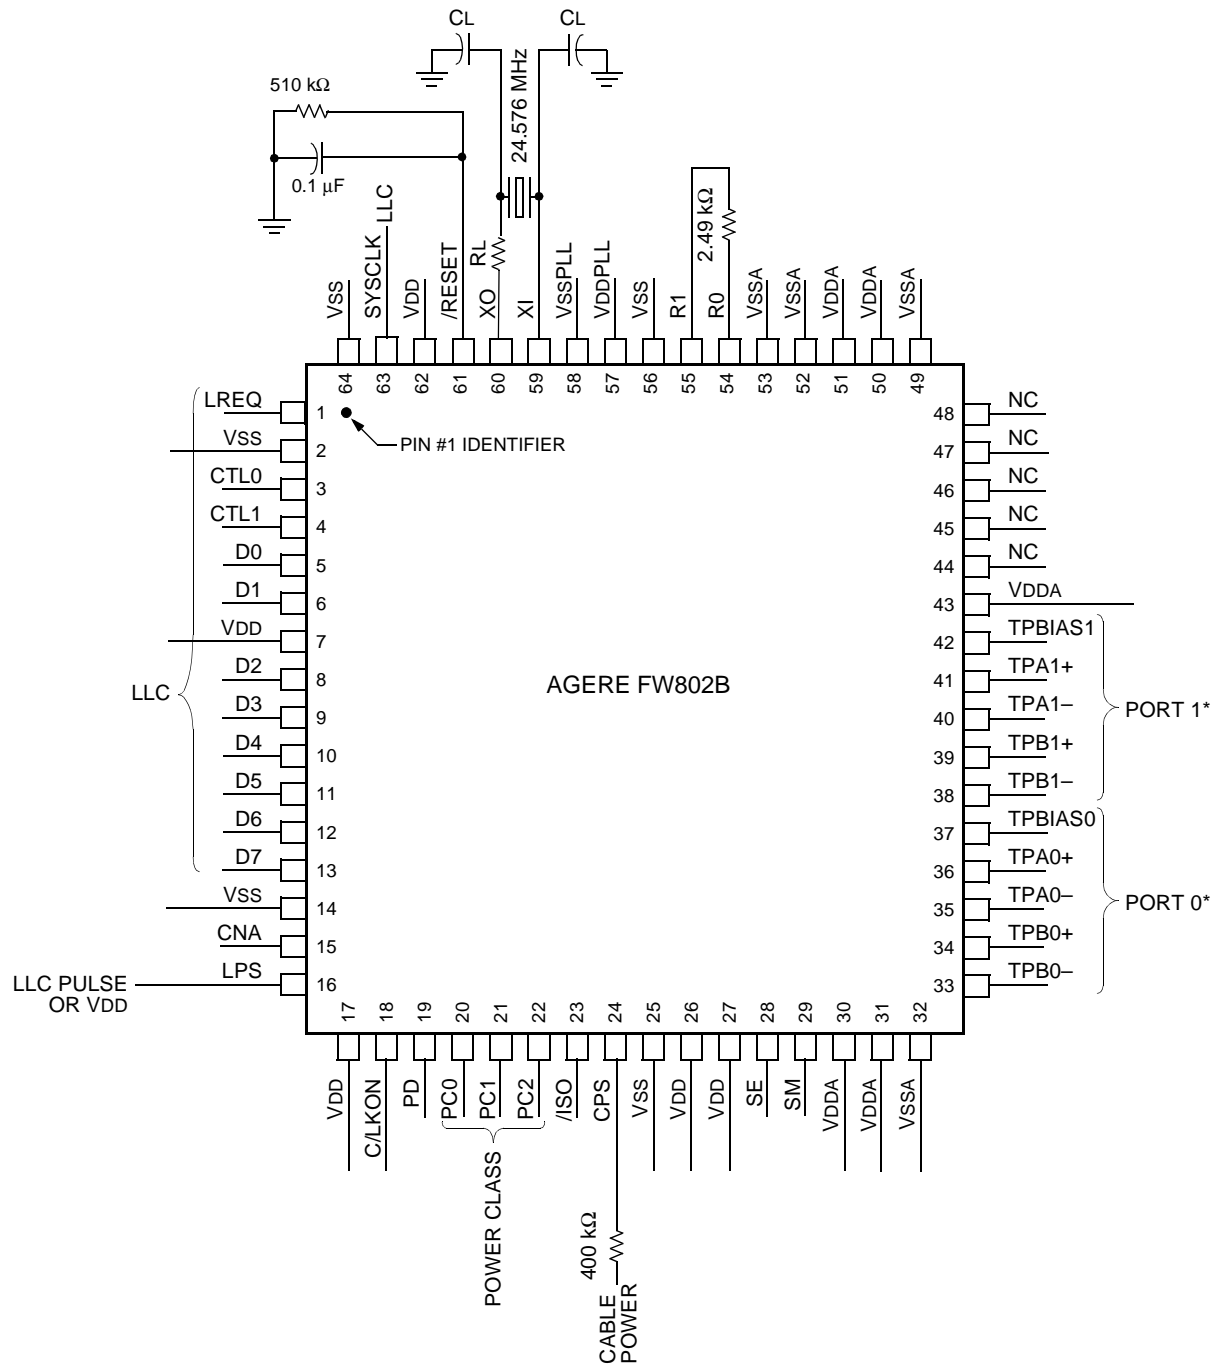 CL
CL
24.576 MHz
510 kΩ
0.1 µF
LLC
2.49 kΩ
VSS
SYSCLK
VDD
/RESET
XO
RL
XI
VSSPLL
VDDPLL
VSS
R1
R0
VSSA
VSSA
VDDA
VDDA
VSSA
64 63 62 61 60 59 58 57 56 55 54 53 52 51 50 49
LREQ 1
PIN #1 IDENTIFIER
VSS 2
CTL0 3
CTL1 4
D0 5
D1 6
VDD 7
D2 8
D3 9
D4 10
D5 11
D6 12
D7 13
LLC
VSS 14
CNA 15
LPS 16
LLC PULSE
OR VDD
AGERE FW802B
48 NC
47 NC
46 NC
45 NC
44 NC
43 VDDA
42 TPBIAS1
41 TPA1+
40 TPA1–
39 TPB1+
38 TPB1–
PORT 1*
37 TPBIAS0
36 TPA0+
35 TPA0–
34 TPB0+
33 TPB0–
PORT 0*
17 18 19 20 21 22 23 24 25 26 27 28 29 30 31 32
VDD
C/LKON
PD
PC0
PC1
PC2
/ISO
CPS
VSS
VDD
VDD
SE
SM
VDDA
VDDA
VSSA
POWER CLASS
400 kΩ
CABLE
POWER